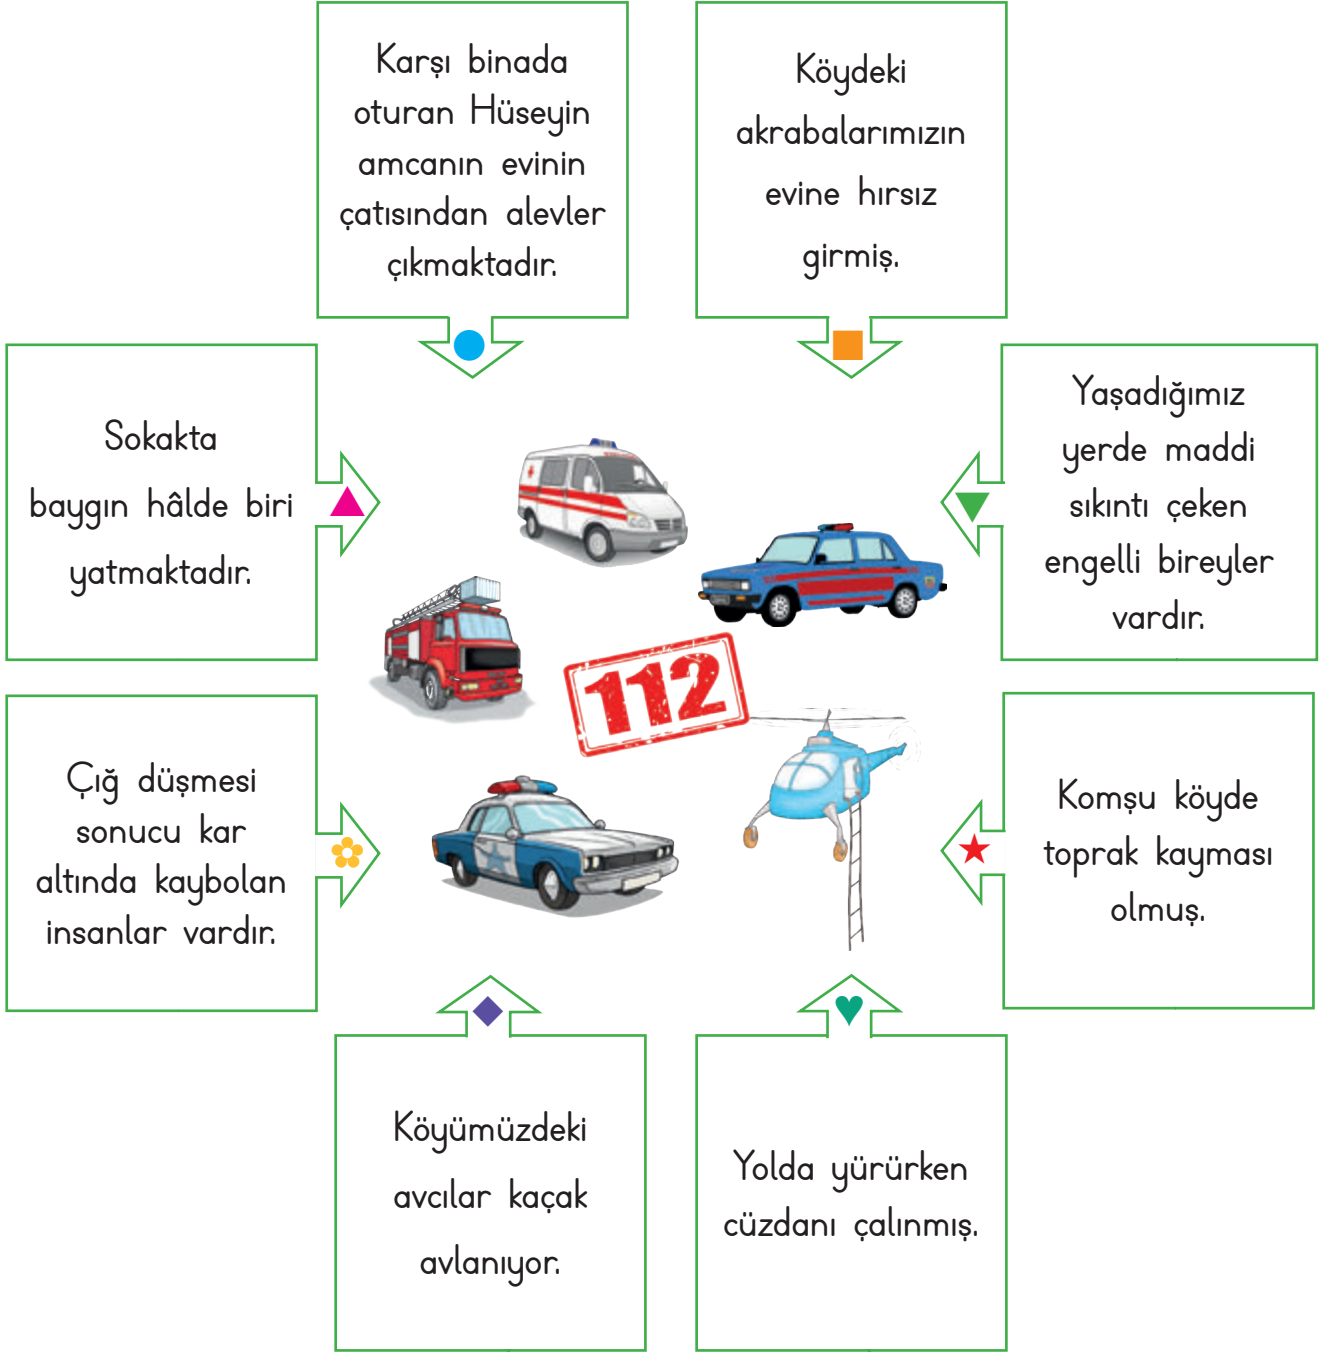 Karşı binada
oturan Hüseyin
amcanın evinin
çatısından alevler
çıkmaktadır.
Köydeki
akrabalarımızın
evine hırsız
girmiş.
Sokakta
baygın hâlde biri
yatmaktadır.
Yaşadığımız
yerde maddi
sıkıntı çeken
engelli bireyler
vardır.
112
Çığ düşmesi
sonucu kar
altında kaybolan
insanlar vardır.
Komşu köyde
toprak kayması
olmuş.
Köyümüzdeki
avcılar kaçak
avlanıyor.
Yolda yürürken
cüzdanı çalınmış.